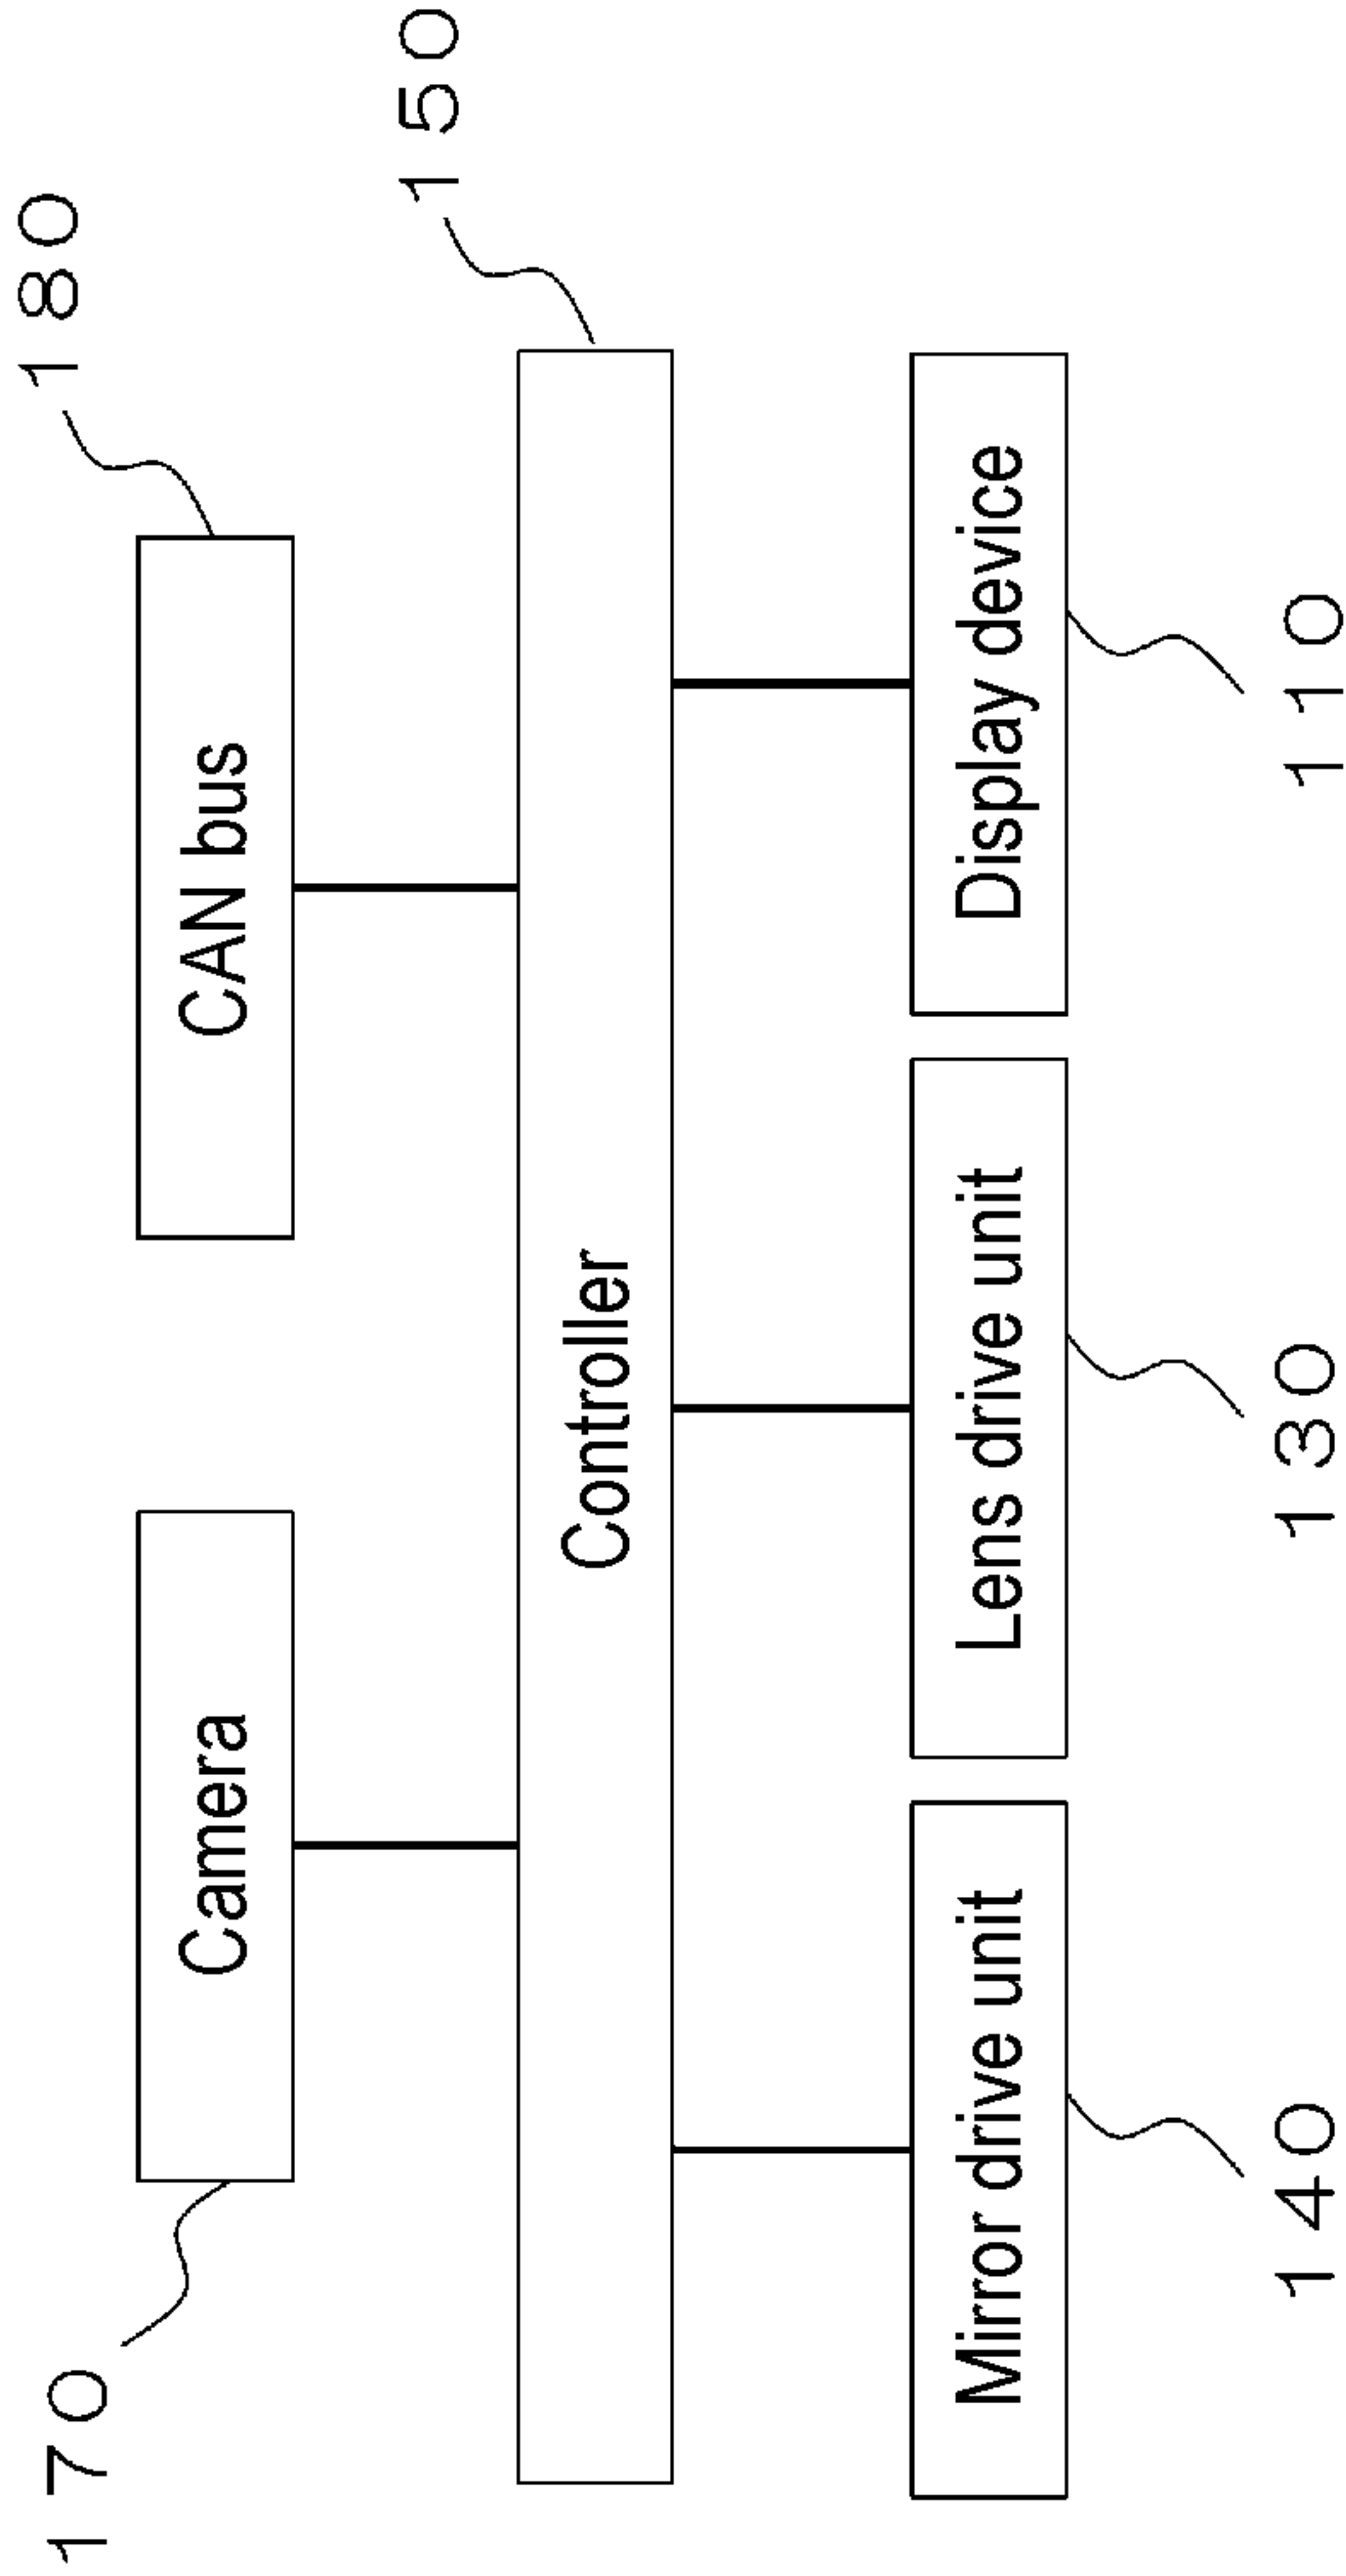 170
180
Camera
CAN bus
150
Controller
Mirror drive unit
Lens drive unit
Display device
140
130
110